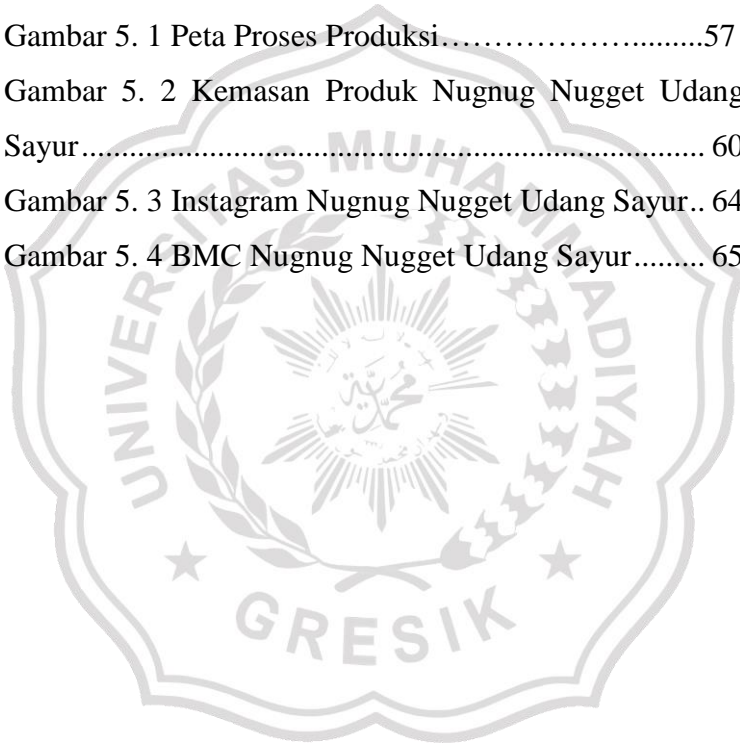 Gambar 5. 1 Peta Proses Produksi…………………..........57
Gambar 5. 2 Kemasan Produk Nugnug Nugget Udang
Sayur......................................................................... 60
Gambar 5. 3 Instagram Nugnug Nugget Udang Sayur.. 64
Gambar 5. 4 BMC Nugnug Nugget Udang Sayur......... 65
UNIVERSITAS MUHAMMADIYAH
GRESIK